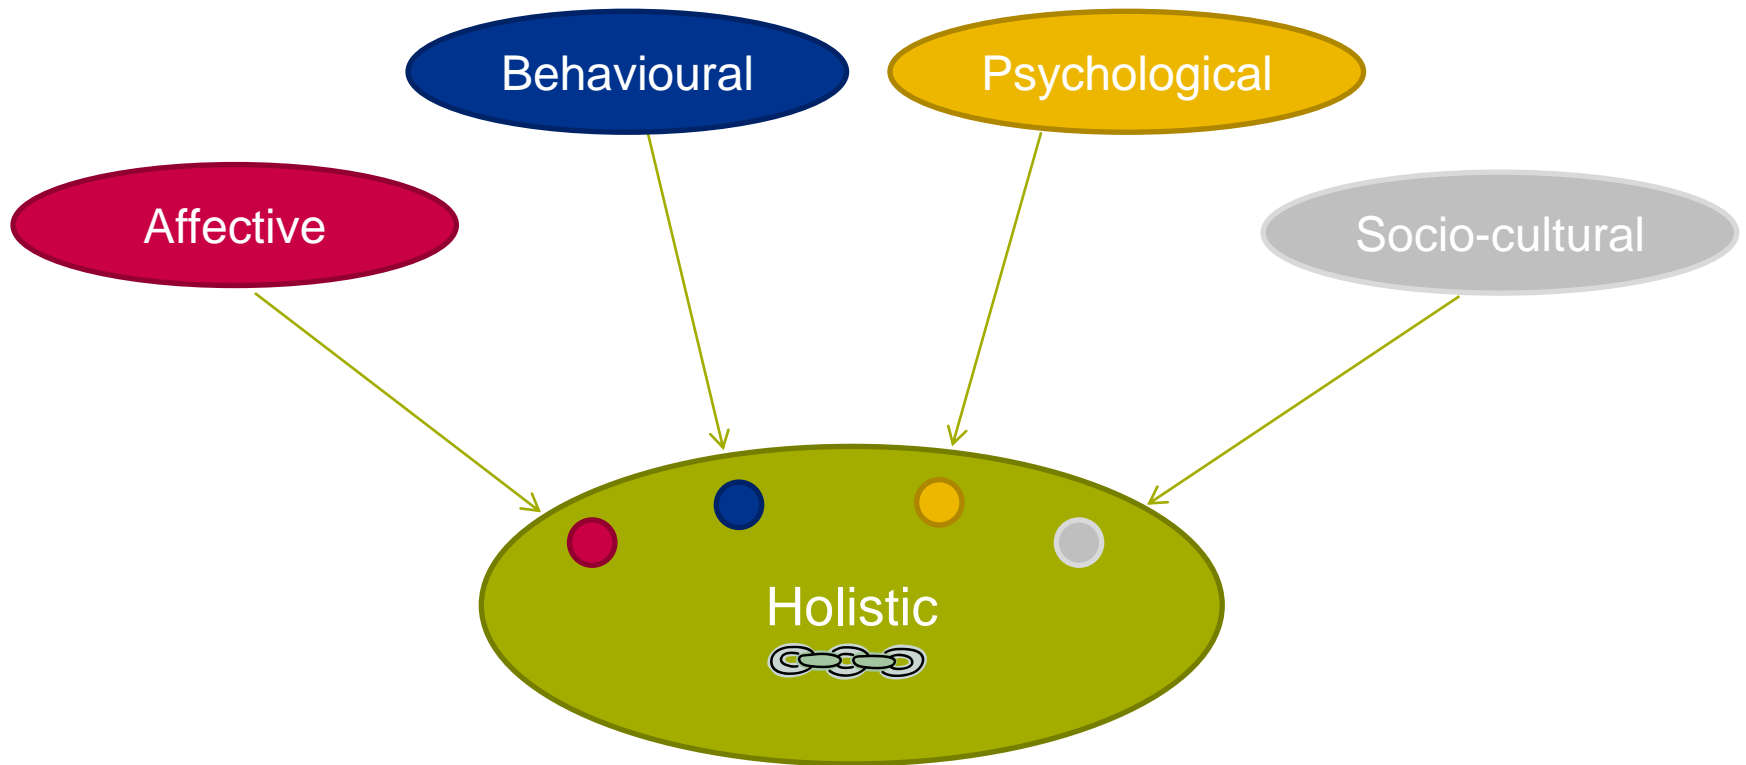 Behavioural
Psychological
Affective
Socio-cultural
Holistic